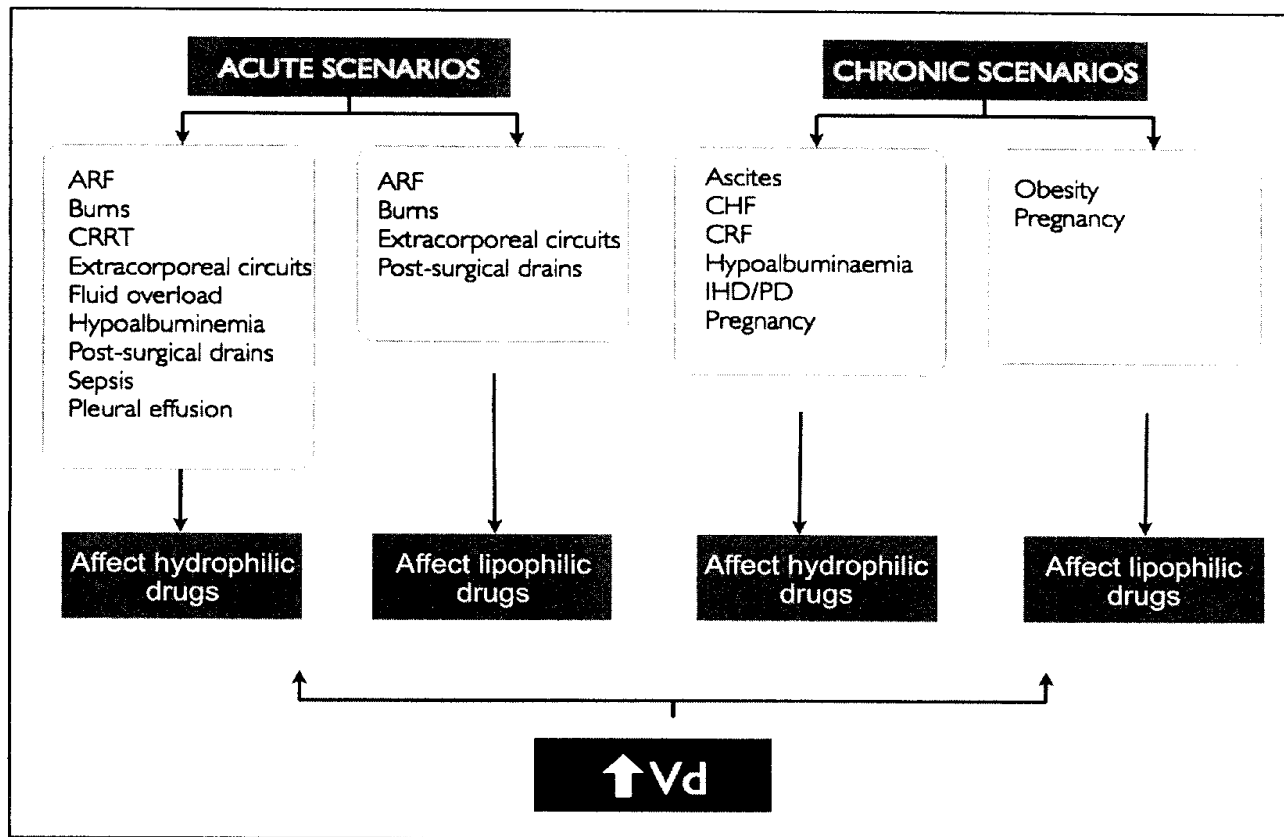 ACUTE SCENARIOS
ARF
Burns
CRRT
Extracorporeal circuits
Fluid overload
Hypoalbuminemia
Post-surgical drains
Sepsis
Pleural effusion
Affect hydrophilic
drugs
ARF
Burns
Extracorporeal circuits
Post-surgical drains
Affect lipophilic
drugs
CHRONIC SCENARIOS
Ascites
CHF
CRF
Hypoalbuminaemia
IHD/PD
Pregnancy
Affect hydrophilic
drugs
Obesity
Pregnancy
Affect lipophilic
drugs
Vd